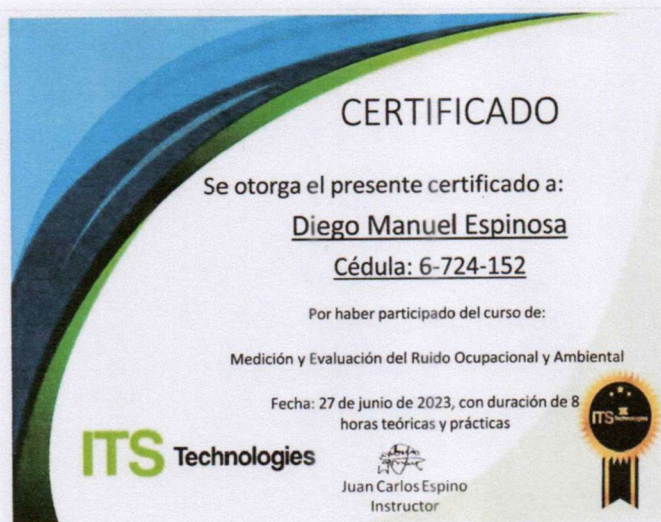 CERTIFICADO
Se otorga el presente certificado a:
Diego Manuel Espinosa
Cédula: 6-724-152
Por haber participado del curso de:
Medición y Evaluación del Ruido Ocupacional y Ambiental
Fecha: 27 de junio de 2023, con duración de 8
horas teóricas y prácticas
ITS Technologies
Juan Carlos Espino
Instructor
ITS Technologies